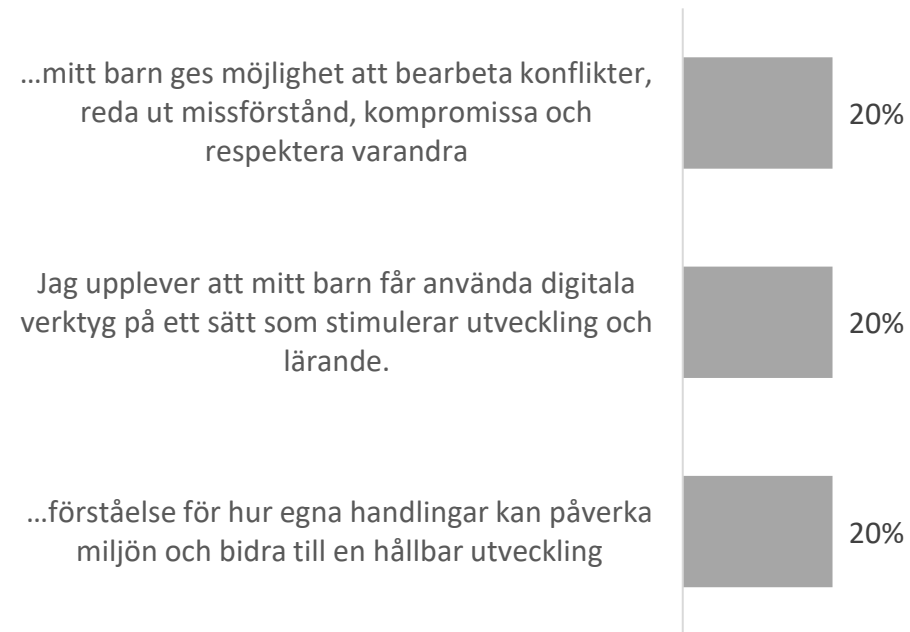 ...mitt barn ges möjlighet att bearbeta konflikter,
reda ut missförstånd, kompromissa och
respektera varandra
20%
Jag upplever att mitt barn får använda digitala
verktyg på ett sätt som stimulerar utveckling och
lärande.
20%
...förståelse för hur egna handlingar kan påverka
miljön och bidra till en hållbar utveckling
20%